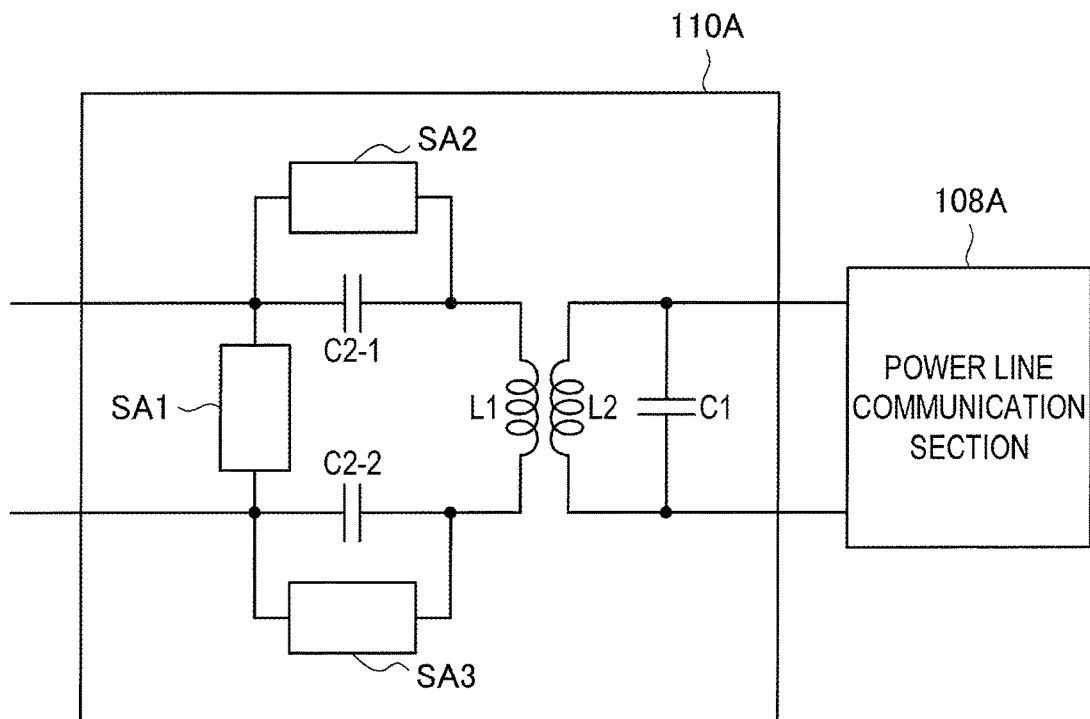 110A
SA2
108A
C2-1
SA1
L1
L2
C1
POWER LINE
COMMUNICATION
SECTION
C2-2
SA3